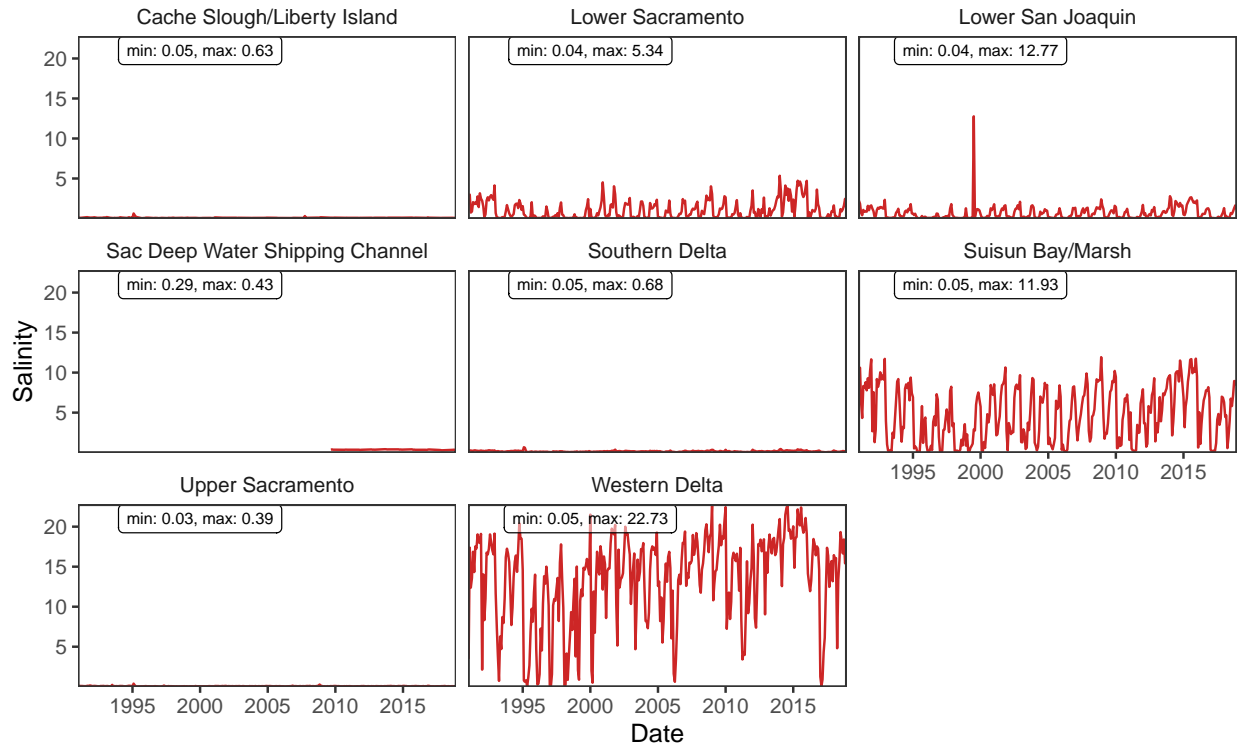 Cache Slough/Liberty Island
Lower Sacramento
Lower San Joaquin
min: 0.05, max: 0.63
min: 0.04, max: 5.34
min: 0.04, max: 12.77
20
15
10
5
Sac Deep Water Shipping Channel
Southern Delta
Suisun Bay/Marsh
min: 0.29, max: 0.43
min: 0.05, max: 0.68
min: 0.05, max: 11.93
20
15
10
5
Salinity
1995 2000 2005 2010 2015
Upper Sacramento
Western Delta
min: 0.03, max: 0.39
min: 0.05, max: 22.73
20
15
10
5
1995 2000 2005 2010 2015
1995 2000 2005 2010 2015
Date